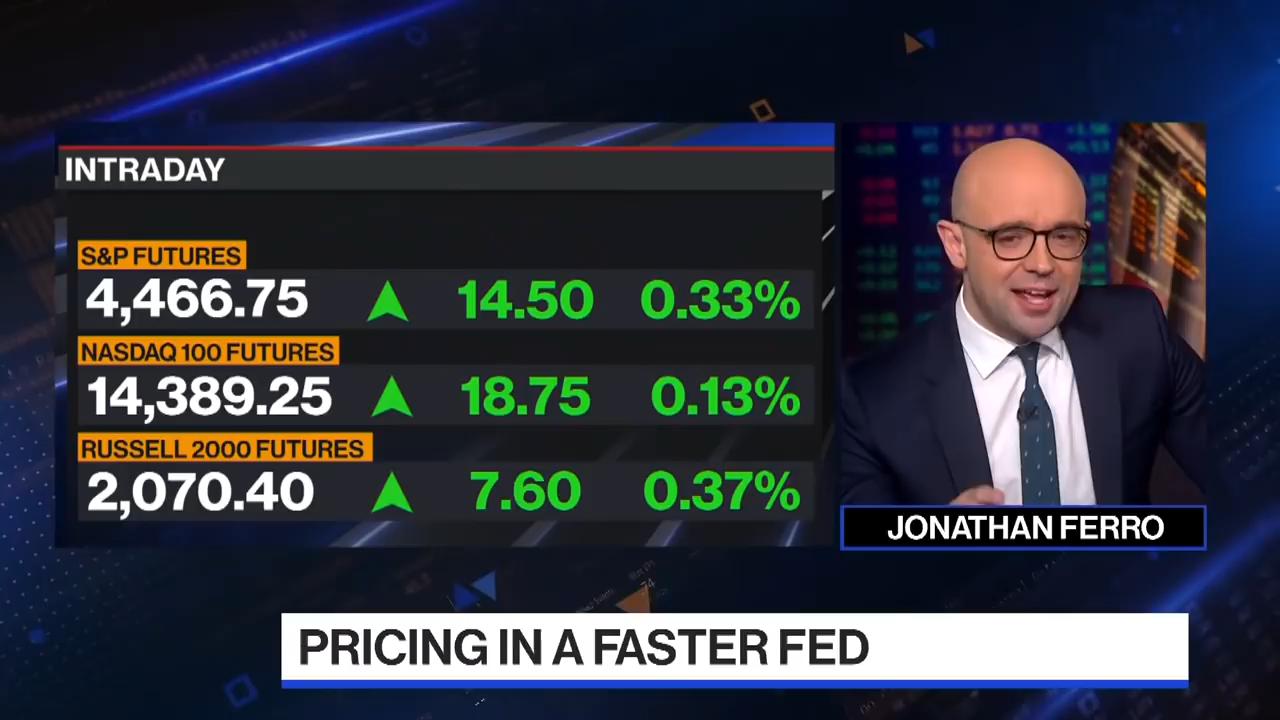 INTRADAY
S&P FUTURES
4,466.75 ▲ 14.50 0.33%
NASDAQ 100 FUTURES
14,389.25 ▲ 18.75 0.13%
RUSSELL 2000 FUTURES
2,070.40 ▲ 7.60 0.37%
JONATHAN FERRO
PRICING IN A FASTER FED